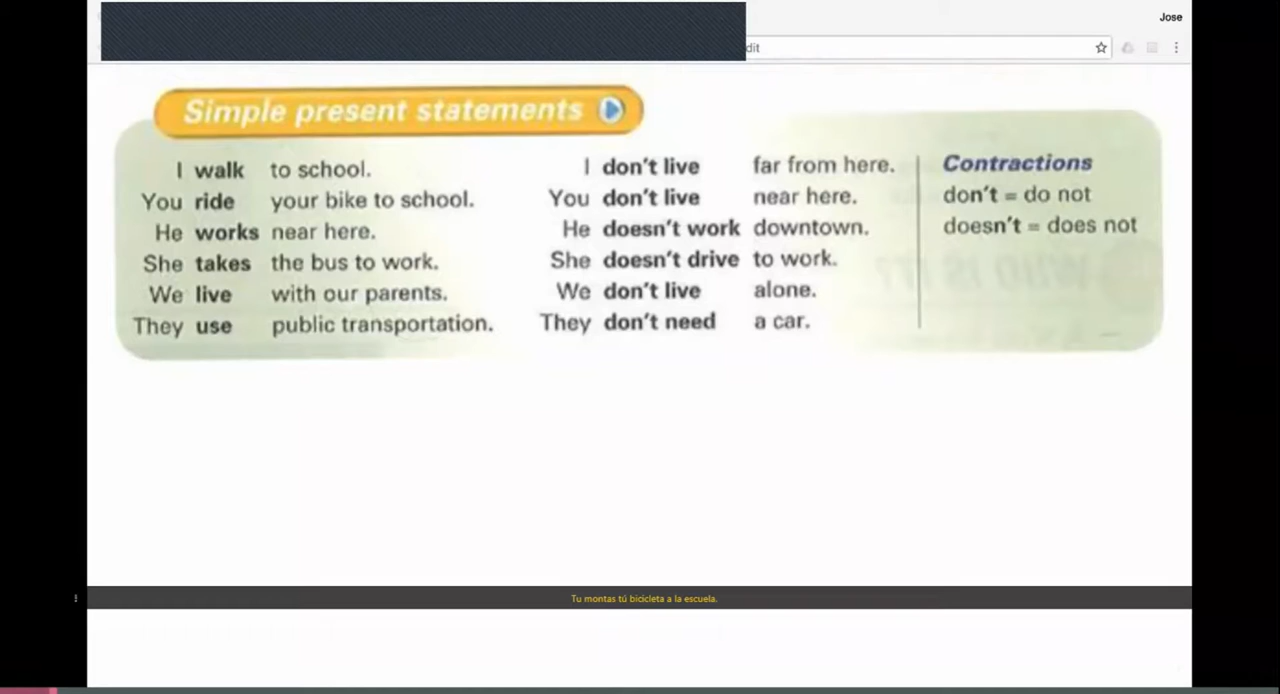 Jose
dit
Simple present statements
I walk to school.
You ride your bike to school.
He works near here.
She takes the bus to work.
We live with our parents.
They use public transportation.
I don't live far from here.
You don't live near here.
He doesn't work downtown.
She doesn't drive to work.
We don't live alone.
They don't need a car.
Contractions
don't = do not
doesn't = does not
WHO IS IT?
Tu montas tú bicicleta a la escuela.